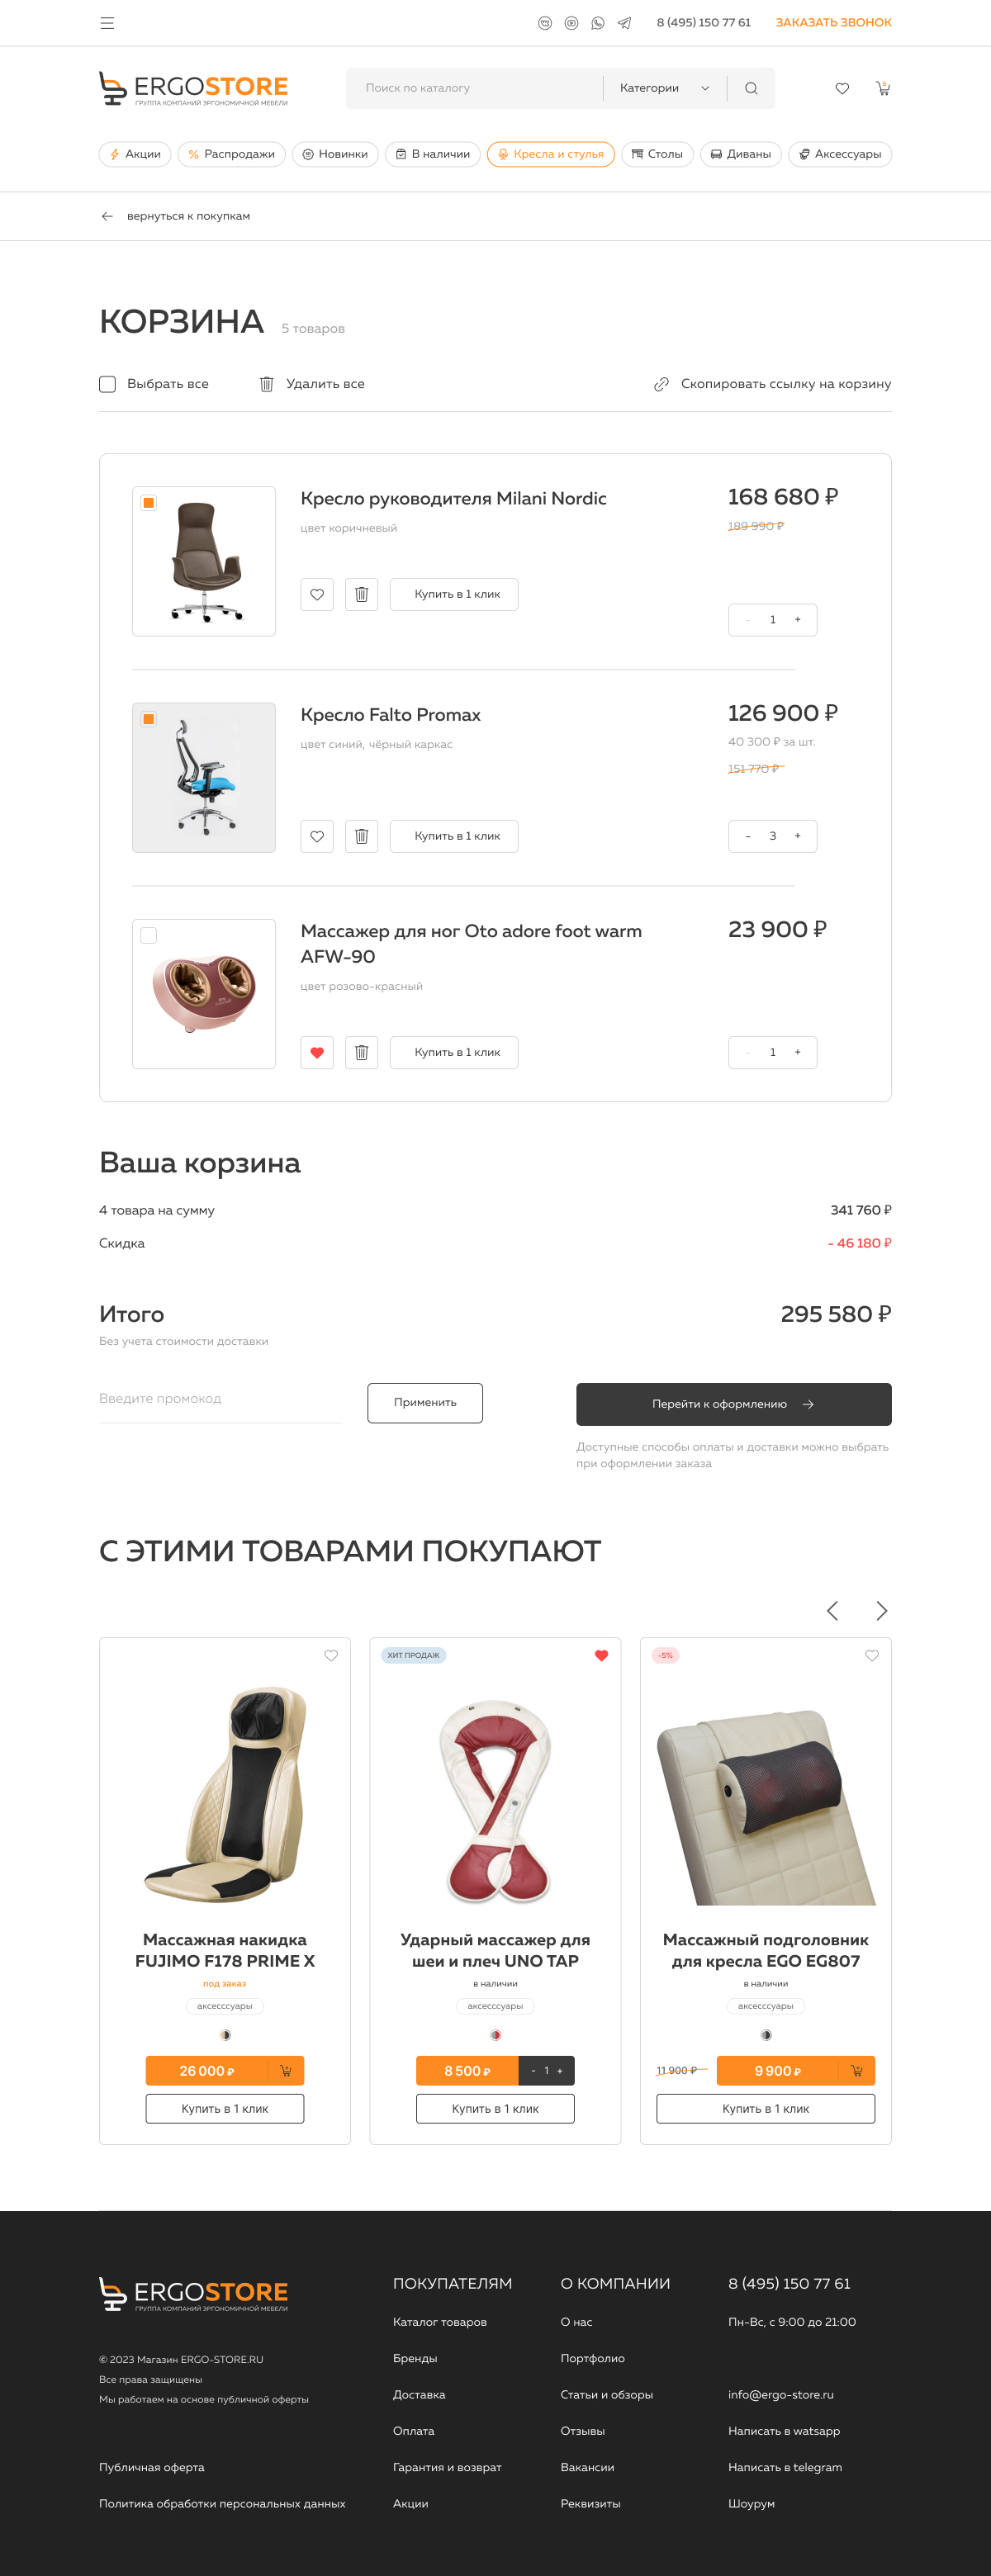 8 (495) 150 77 61 ЗАКАЗАТЬ ЗВОНОК
ERGOSTORE
ГРУППА КОМПАНИЙ ЭРГОНОМИЧНОЙ МЕБЕЛИ
Поиск по каталогу Категории
Акции Распродажи Новинки В наличии Кресла и стулья Столы Диваны Аксессуары
вернуться к покупкам
КОРЗИНА 5 товаров
Выбрать все Удалить все Скопировать ссылку на корзину
Кресло руководителя Milani Nordic 168 680 ₽
цвет коричневый 189 990 ₽
Купить в 1 клик
- 1 +
Кресло Falto Promax 126 900 ₽
цвет синий, чёрный каркас 40 300 ₽ за шт.
151 770 ₽
Купить в 1 клик - 3 +
Массажер для ног Oto adore foot warm 23 900 ₽
AFW-90
цвет розово-красный
Купить в 1 клик - 1 +
Ваша корзина
4 товара на сумму 341 760 ₽
Скидка - 46 180 ₽
Итого 295 580 ₽
Без учета стоимости доставки
Введите промокод Применить Перейти к оформлению
Доступные способы оплаты и доставки можно выбрать
при оформлении заказа
С ЭТИМИ ТОВАРАМИ ПОКУПАЮТ
ХИТ ПРОДАЖ -5%
Массажная накидка
FUJIMO F178 PRIME X
под заказ
аксесссуары
26 000 ₽
Купить в 1 клик
Ударный массажер для
шеи и плеч UNO TAP
в наличии
аксесссуары
8 500 ₽ - 1 +
Купить в 1 клик
Массажный подголовник
для кресла EGO EG807
в наличии
аксесссуары
11 900 ₽ 9 900 ₽
Купить в 1 клик
ERGOSTORE
ГРУППА КОМПАНИЙ ЭРГОНОМИЧНОЙ МЕБЕЛИ
© 2023 Магазин ERGO-STORE.RU
Все права защищены
Мы работаем на основе публичной оферты
Публичная оферта
Политика обработки персональных данных
ПОКУПАТЕЛЯМ
Каталог товаров
Бренды
Доставка
Оплата
Гарантия и возврат
Акции
О КОМПАНИИ
О нас
Портфолио
Статьи и обзоры
Отзывы
Вакансии
Реквизиты
8 (495) 150 77 61
Пн-Вс, с 9:00 до 21:00
info@ergo-store.ru
Написать в watsapp
Написать в telegram
Шоурум